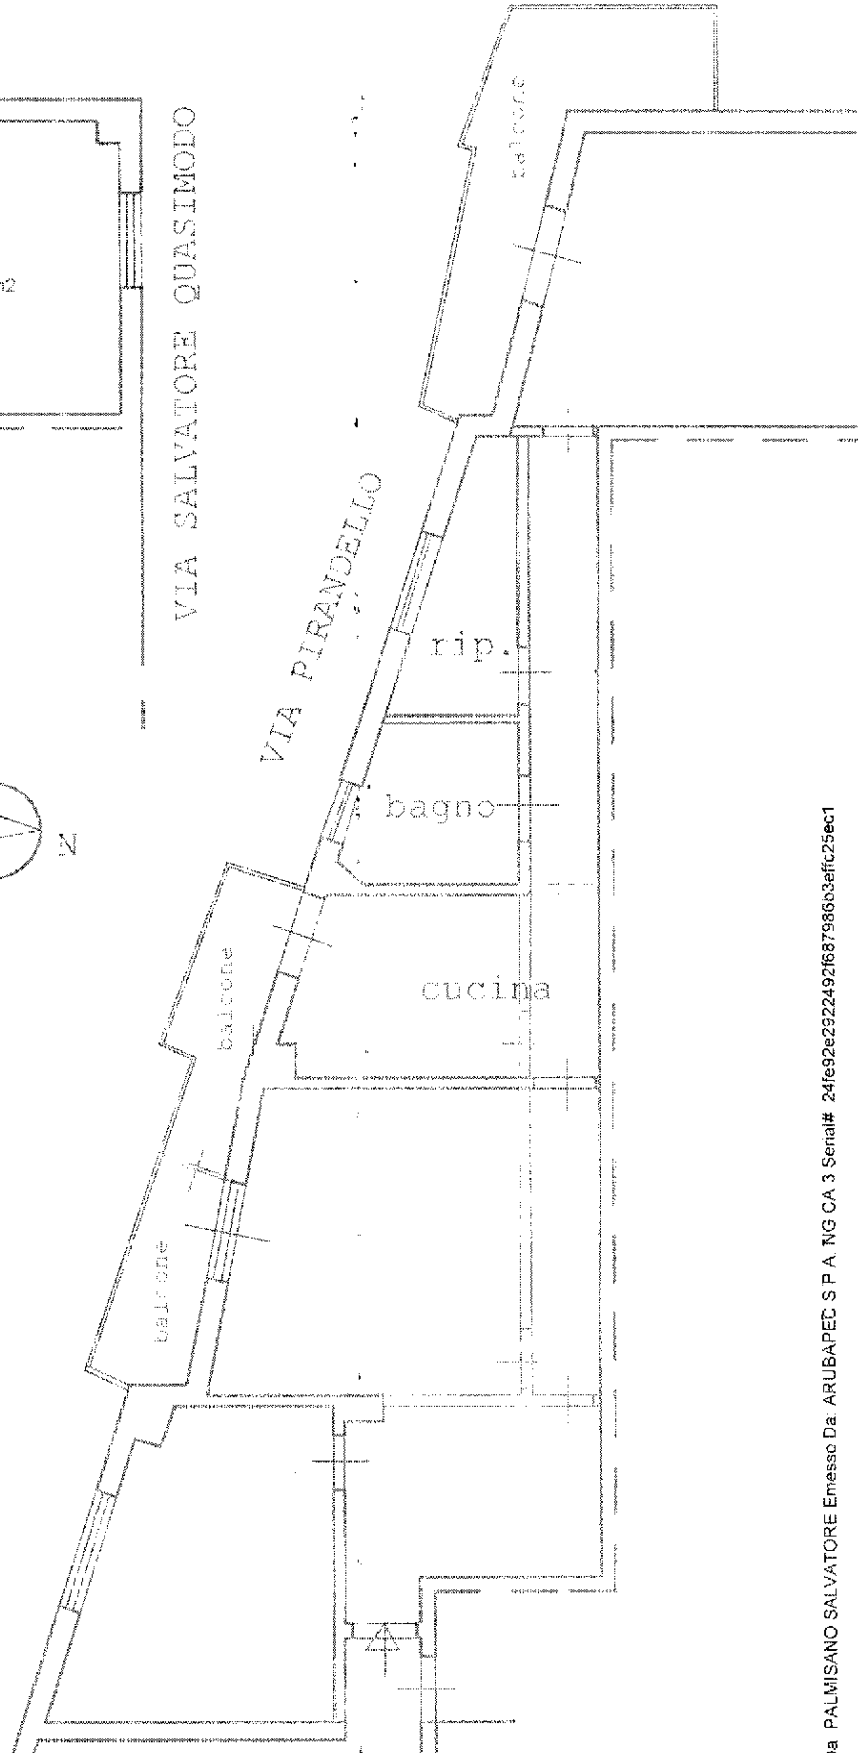 VIA SALVATORE QUASIMODO
balcone
VIA PIRANDELLO
rip.
bagno
N
cucina
balcone
balcone
PALMISANO SALVATORE Emesso Da: ARUBAPEC S.P.A. NG CA 3 Serial#: 24fe92e2922492f687986b3effc25ec1